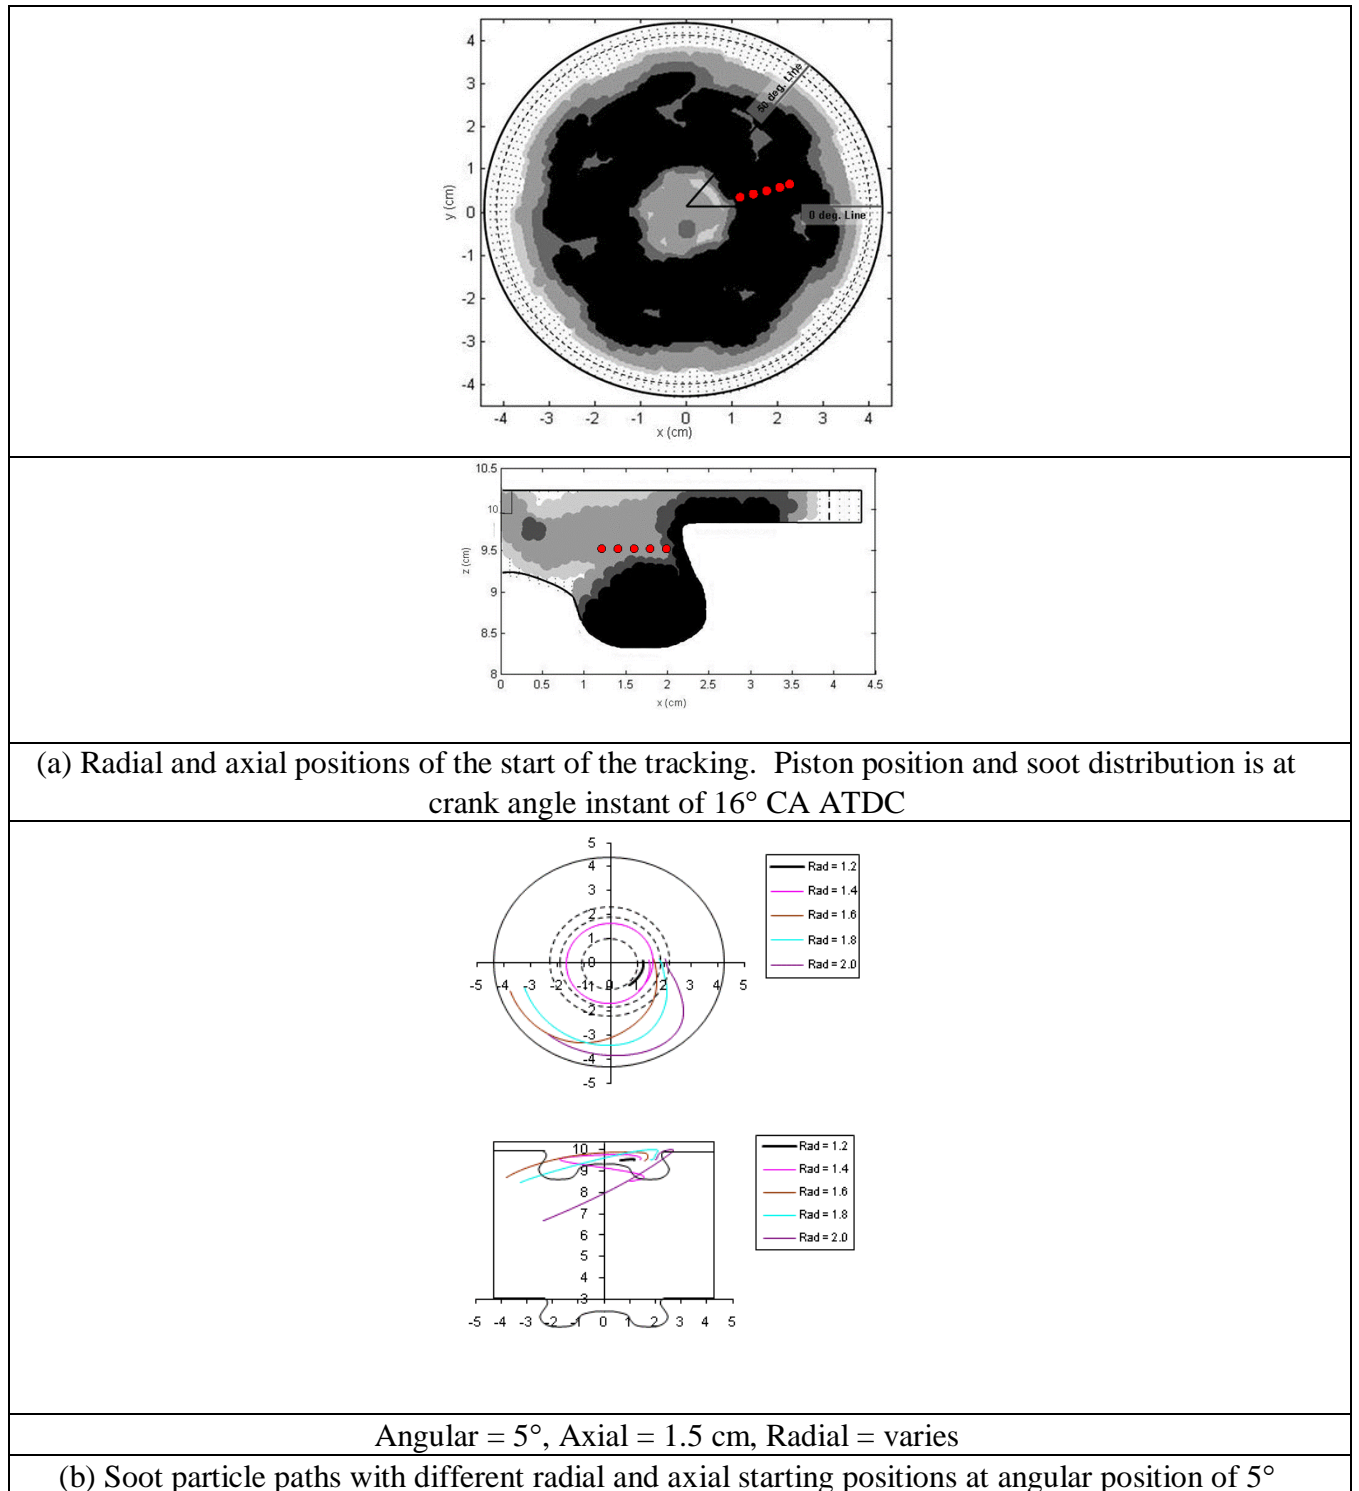 4
3
2
1
0
-1
-2
-3
-4
y (cm)
50 deg. Line
0 deg. Line
-4 -3 -2 -1 0 1 2 3 4
x (cm)
10.5
10
9.5
9
8.5
8
z (cm)
0 0.5 1 1.5 2 2.5 3 3.5 4 4.5
x (cm)
(a) Radial and axial positions of the start of the tracking. Piston position and soot distribution is at
crank angle instant of 16° CA ATDC
5
4
3
2
1
0
-1
-2
-3
-4
-5
-5 -4 -3 -2 -1 0 1 2 3 4 5
Rad = 1.2
Rad = 1.4
Rad = 1.6
Rad = 1.8
Rad = 2.0
10
9
8
7
6
5
4
3
-5 -4 -3 -2 -1 0 1 2 3 4 5
Rad = 1.2
Rad = 1.4
Rad = 1.6
Rad = 1.8
Rad = 2.0
Angular = 5°, Axial = 1.5 cm, Radial = varies
(b) Soot particle paths with different radial and axial starting positions at angular position of 5°